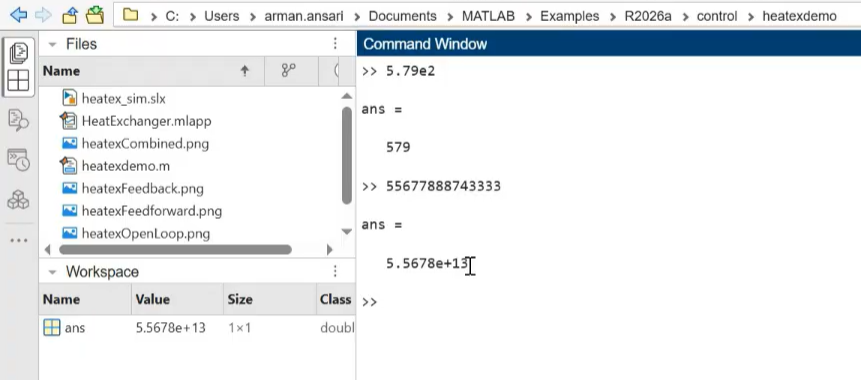 C: > Users > arman.ansari > Documents > MATLAB > Examples > R2026a > control > heatexdemo
Files
Name
heatex_sim.slx
HeatExchanger.mlapp
heatexCombined.png
heatexdemo.m
heatexFeedback.png
heatexFeedforward.png
heatexOpenLoop.png
Workspace
Name Value Size Class
ans 5.5678e+13 1×1 doubl
Command Window
>> 5.79e2
ans =
579
>> 55677888743333
ans =
5.5678e+13
>>